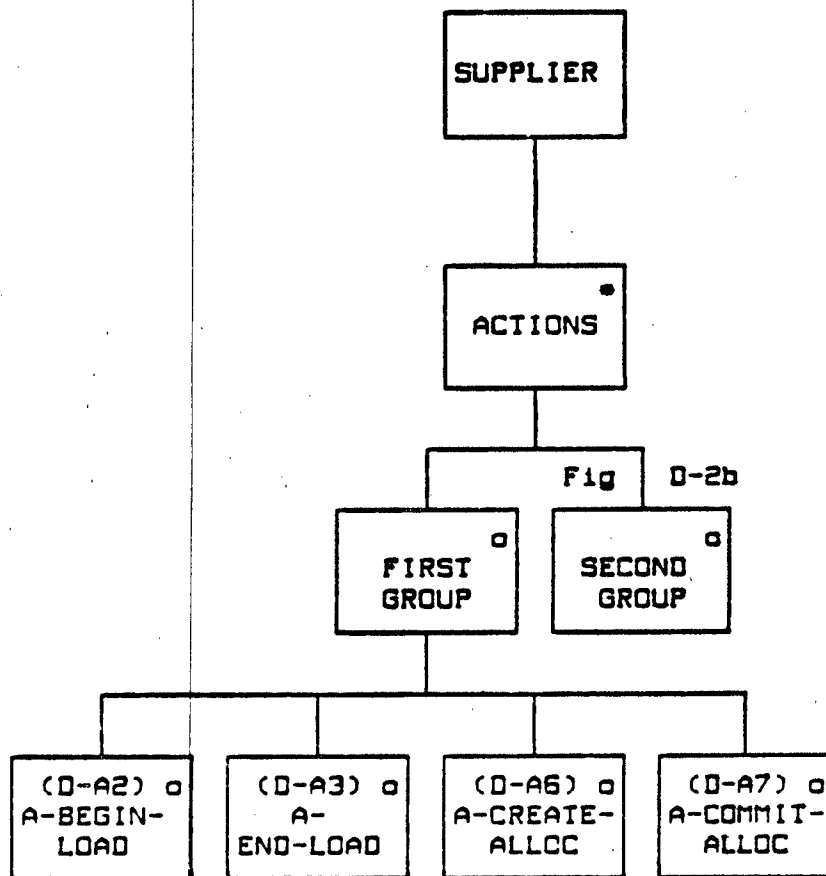 SUPPLIER
ACTIONS *
Fig D-2b
FIRST
GROUP
SECOND
GROUP
(D-A2) o
A-BEGIN-
LOAD
(D-A3) o
A-
END-LOAD
(D-A6) o
A-CREATE-
ALLOC
(D-A7) o
A-COMMIT-
ALLOC